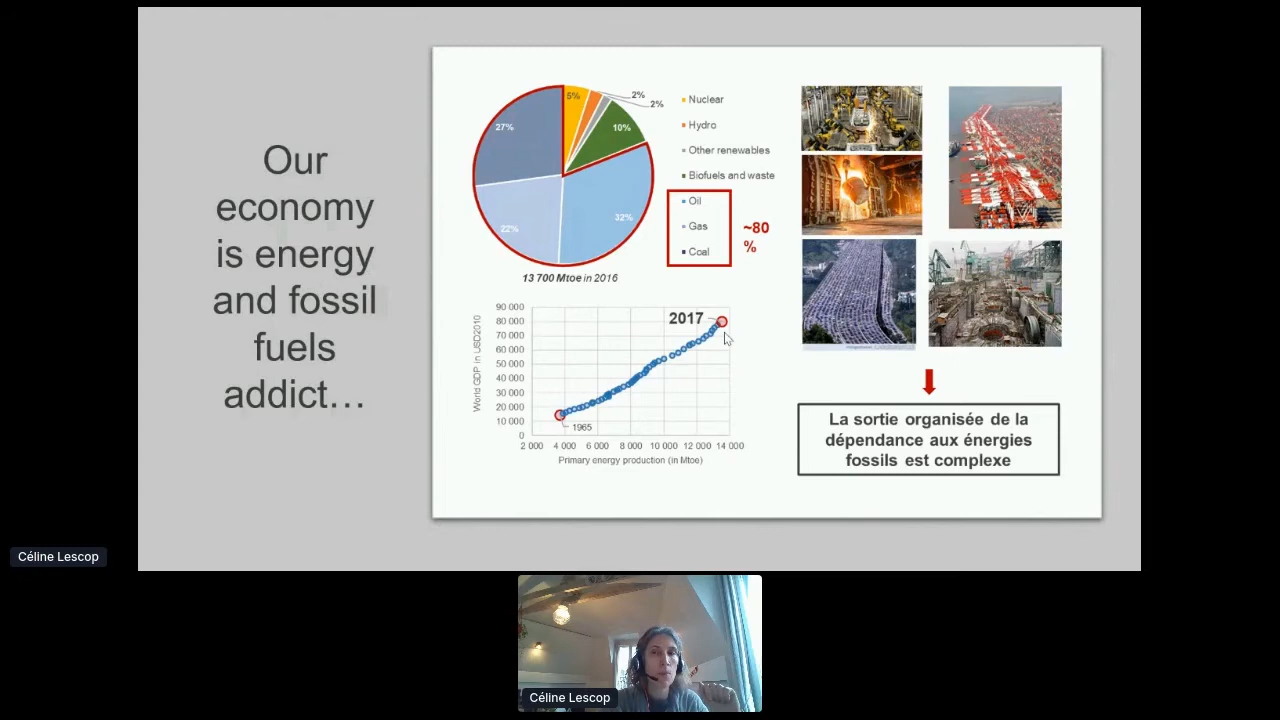 Our
economy
is energy
and fossil
fuels
addict…
5%
2%
2%
10%
27%
32%
22%
Nuclear
Hydro
Other renewables
Biofuels and waste
Oil
Gas
Coal
~80
%
13 700 Mtoe in 2016
World GDP in USD2010
90 000
80 000
70 000
60 000
50 000
40 000
30 000
20 000
10 000
0
2017
1965
2 000 4 000 6 000 8 000 10 000 12 000 14 000
Primary energy production (in Mtoe)
La sortie organisée de la
dépendance aux énergies
fossils est complexe
Céline Lescop
Céline Lescop